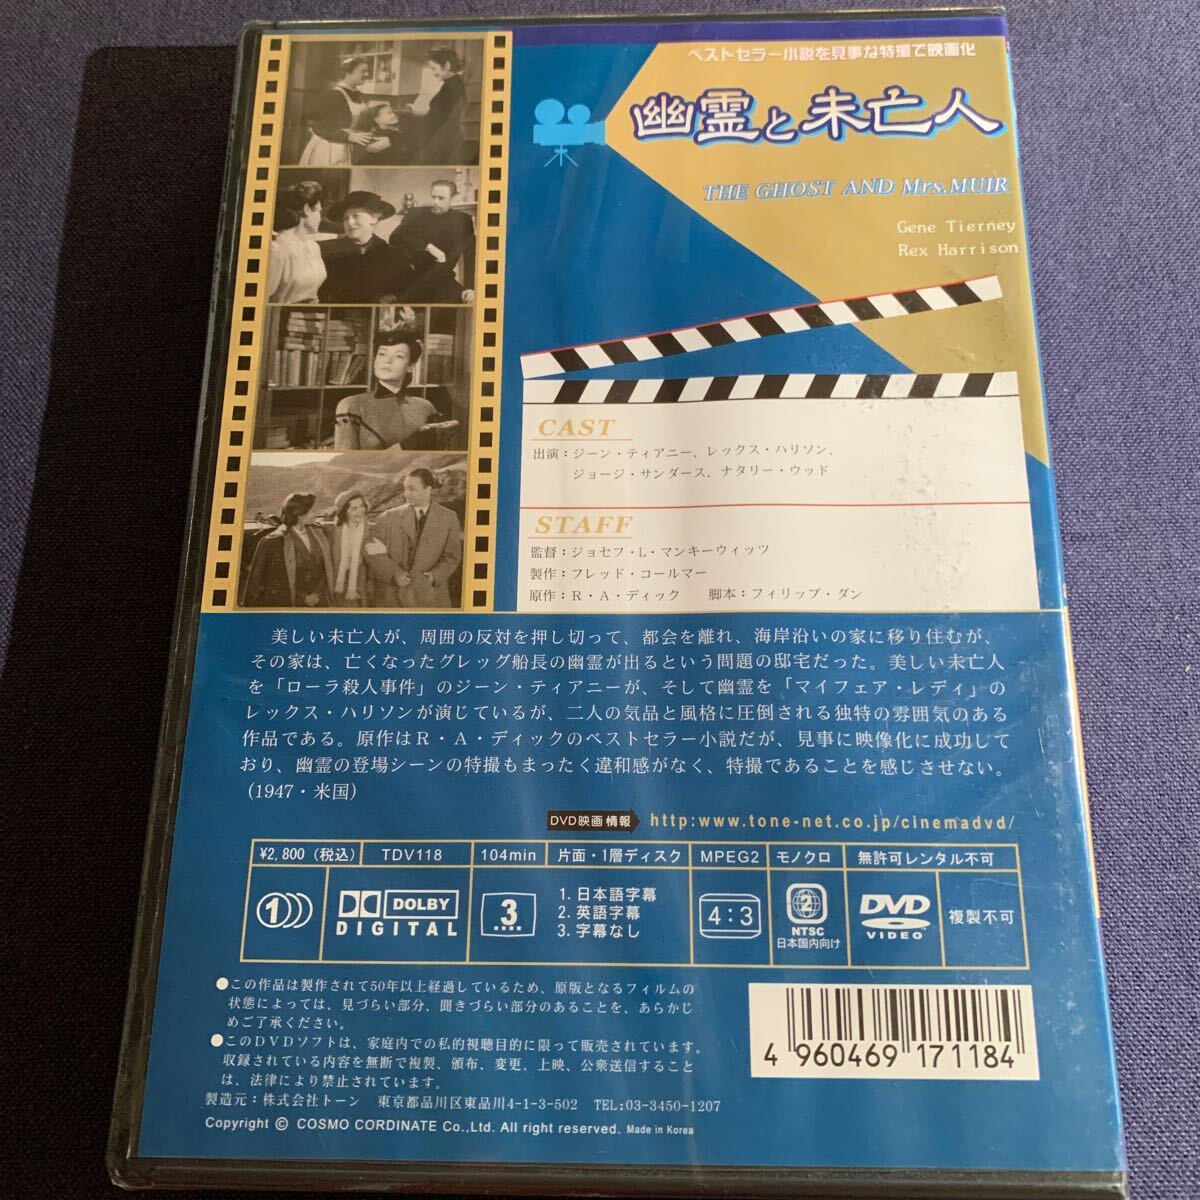 ベストセラー小説を見事な特撮で映画化
幽霊と未亡人
THE GHOST AND Mrs.MUIR
Gene Tierney
Rex Harrison
CAST
出演：ジーン・ティアニー、レックス・ハリソン、
ジョージ・サンダース、ナタリー・ウッド
STAFF
監督：ジョセフ・L・マンキーウィッツ
製作：フレッド・コールマー
原作：R・A・ディック　脚本：フィリップ・ダン
美しい未亡人が、周囲の反対を押し切って、都会を離れ、海岸沿いの家に移り住むが、
その家は、亡くなったグレッグ船長の幽霊が出るという問題の邸宅だった。美しい未亡人
を「ローラ殺人事件」のジーン・ティアニーが、そして幽霊を「マイフェア・レディ」の
レックス・ハリソンが演じているが、二人の気品と風格に圧倒される独特の雰囲気のある
作品である。原作はR・A・ディックのベストセラー小説だが、見事に映像化に成功して
おり、幽霊の登場シーンの特撮もまったく違和感がなく、特撮であることを感じさせない。
(1947・米国)
DVD映画情報 http:www.tone-net.co.jp/cinemadvd/
¥2,800（税込） TDV118 104min 片面・1層ディスク MPEG2 モノクロ 無許可レンタル不可
1 DOLBY DIGITAL 3 1. 日本語字幕
2. 英語字幕
3. 字幕なし
4:3 2 NTSC 日本国内向け DVD VIDEO 複製不可
●この作品は製作されて50年以上経過しているため、原版となるフィルムの
状態によっては、見づらい部分、聞きづらい部分のあることを、あらかじ
めご了承ください。
●このDVDソフトは、家庭内での私的視聴目的に限って販売されています。
収録されている内容を無断で複製、頒布、変更、上映、公衆送信すること
は、法律により禁止されています。
製造元：株式会社トーン　東京都品川区東品川4-1-3-502　TEL:03-3450-1207
Copyright © COSMO CORDINATE Co.,Ltd. All right reserved. Made in Korea
4 960469 171184